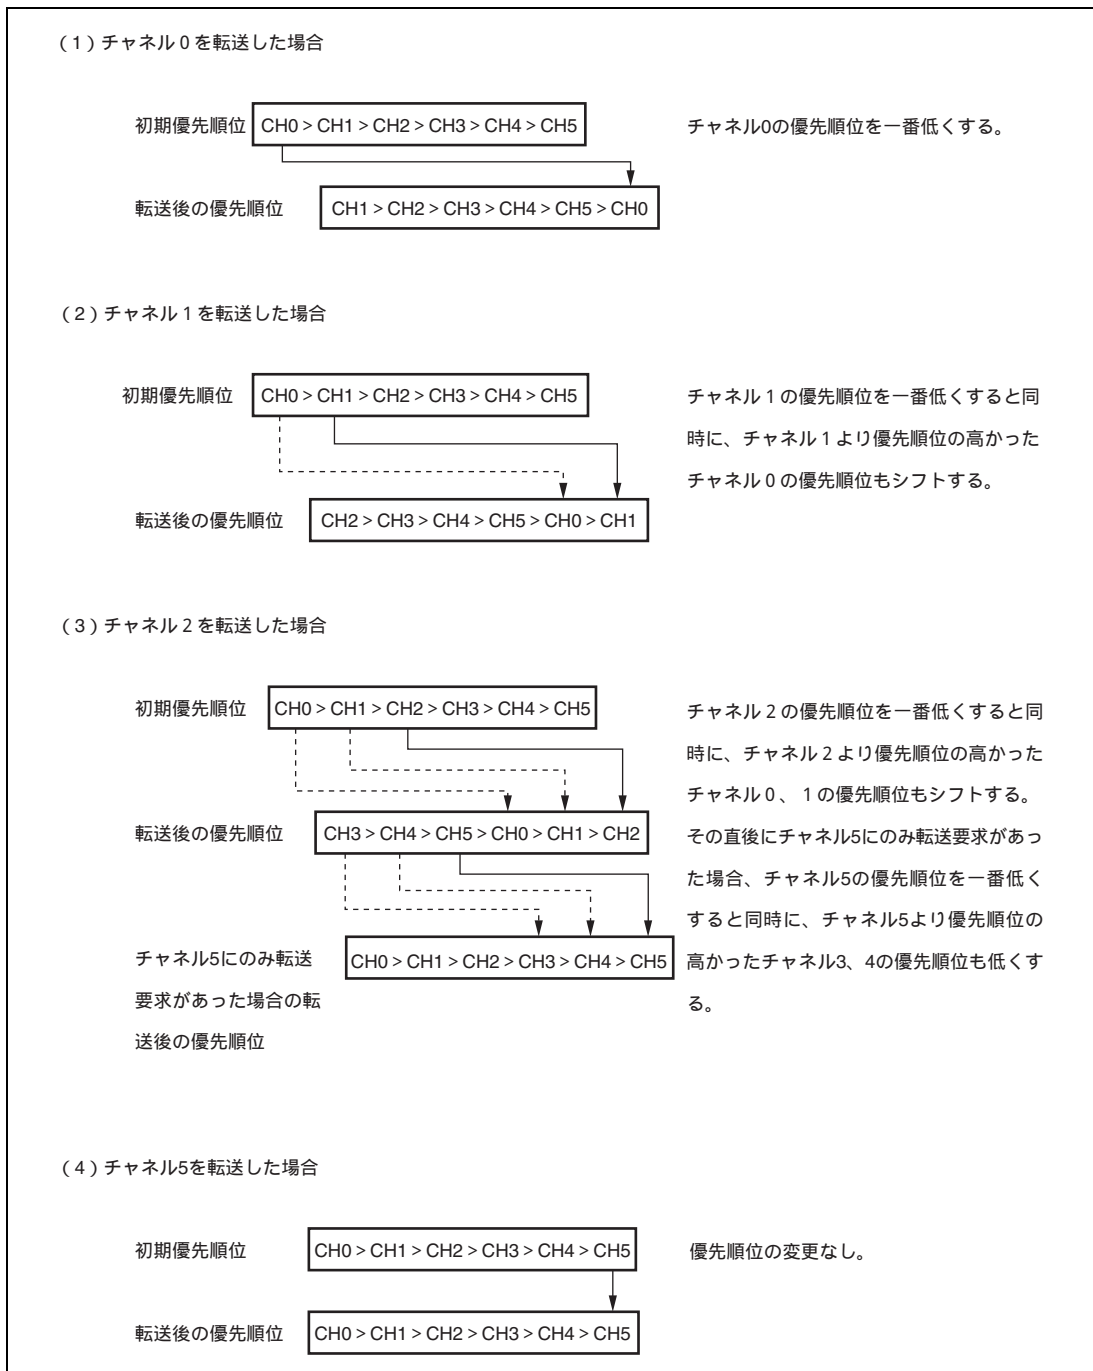 （1）チャネル０を転送した場合
初期優先順位 CH0 > CH1 > CH2 > CH3 > CH4 > CH5 チャネル0の優先順位を一番低くする。
転送後の優先順位 CH1 > CH2 > CH3 > CH4 > CH5 > CH0
（2）チャネル１を転送した場合
初期優先順位 CH0 > CH1 > CH2 > CH3 > CH4 > CH5
チャネル１の優先順位を一番低くすると同
時に、チャネル１より優先順位の高かった
チャネル０の優先順位もシフトする。
転送後の優先順位 CH2 > CH3 > CH4 > CH5 > CH0 > CH1
（3）チャネル２を転送した場合
初期優先順位 CH0 > CH1 > CH2 > CH3 > CH4 > CH5
転送後の優先順位 CH3 > CH4 > CH5 > CH0 > CH1 > CH2
チャネル5にのみ転送
要求があった場合の転
送後の優先順位
CH0 > CH1 > CH2 > CH3 > CH4 > CH5
チャネル２の優先順位を一番低くすると同
時に、チャネル２より優先順位の高かった
チャネル０、１の優先順位もシフトする。
その直後にチャネル5にのみ転送要求があっ
た場合、チャネル5の優先順位を一番低く
すると同時に、チャネル5より優先順位の
高かったチャネル3、4の優先順位も低くす
る。
（4）チャネル5を転送した場合
初期優先順位 CH0 > CH1 > CH2 > CH3 > CH4 > CH5 優先順位の変更なし。
転送後の優先順位 CH0 > CH1 > CH2 > CH3 > CH4 > CH5